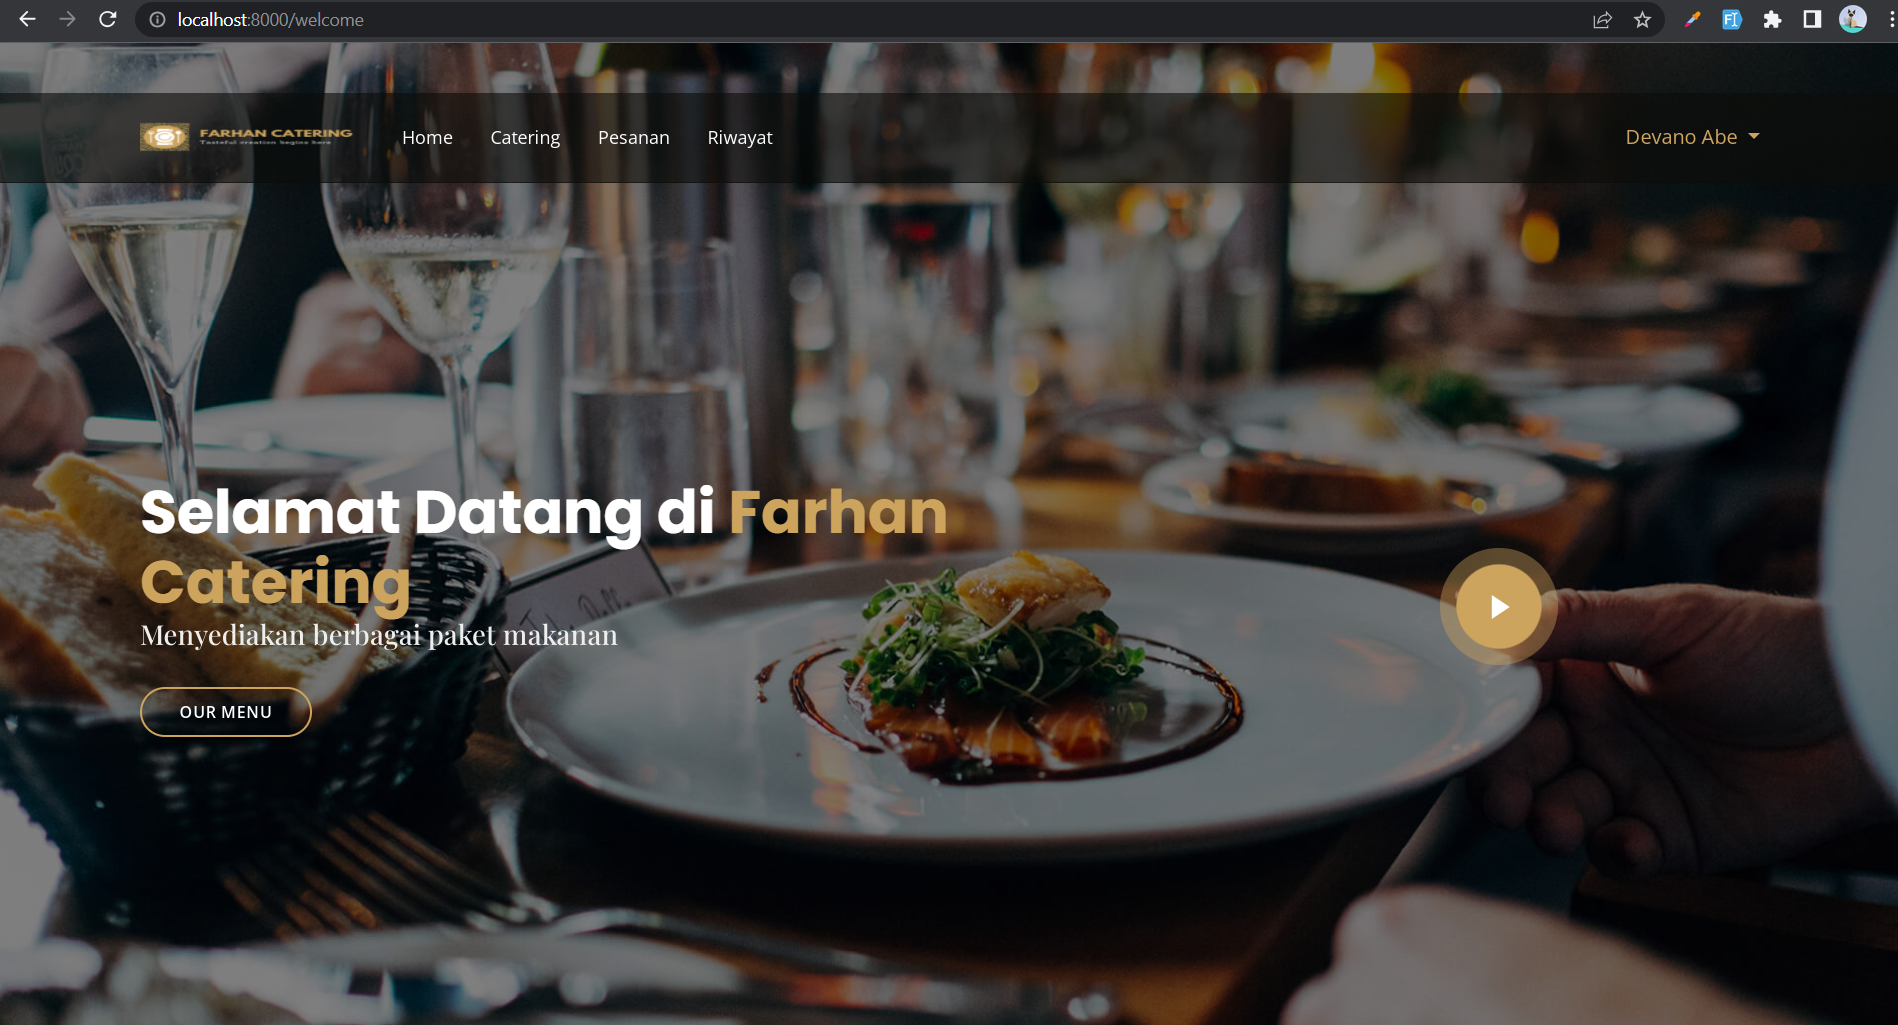 localhost:8000/welcome
FARHAN CATERING
Tasteful creation begins here
Home Catering Pesanan Riwayat
Devano Abe
Selamat Datang di Farhan
Catering
Menyediakan berbagai paket makanan
OUR MENU